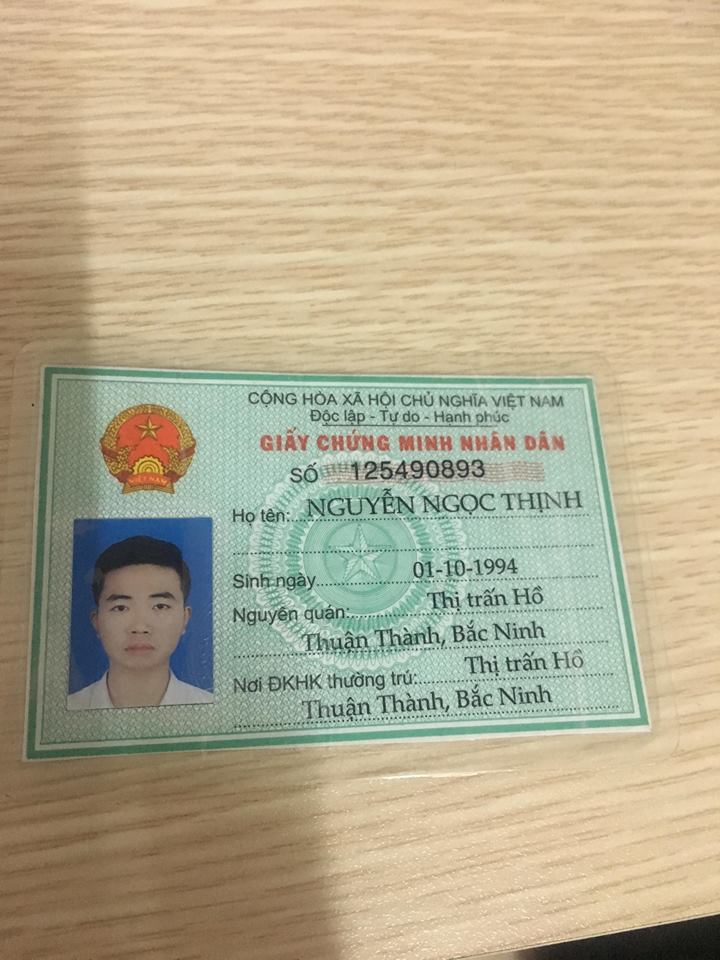 CỘNG HÒA XÃ HỘI CHỦ NGHĨA VIỆT NAM
Độc lập - Tự do - Hạnh phúc
GIẤY CHỨNG MINH NHÂN DÂN
SỐ 125490893
VIỆT NAM
Họ tên: NGUYỄN NGỌC THỊNH
Sinh ngày 01-10-1994
Nguyên quán: Thị trấn Hồ
Thuận Thành, Bắc Ninh
Nơi ĐKHK thường trú: Thị trấn Hồ
Thuận Thành, Bắc Ninh